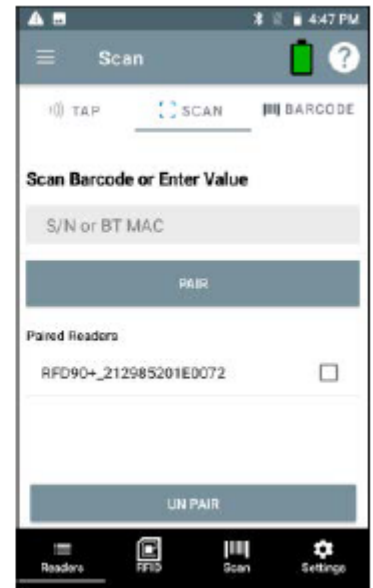 4:47 PM
Scan
?
TAP SCAN BARCODE
Scan Barcode or Enter Value
S/N or BT MAC
PAIR
Paired Readers
RFD90+_212985201E0072
UN PAIR
Readers RFID Scan Settings